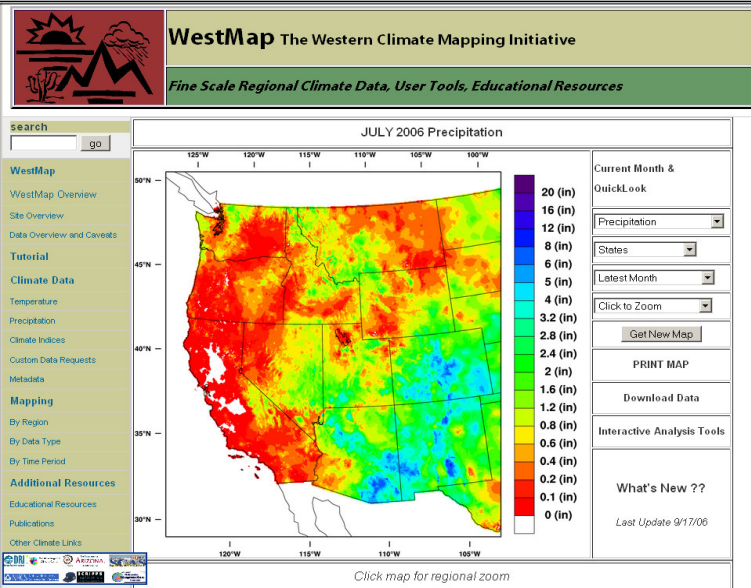 WestMap The Western Climate Mapping Initiative
Fine Scale Regional Climate Data, User Tools, Educational Resources
search
go
WestMap
WestMap Overview
Site Overview
Data Overview and Caveats
Tutorial
Climate Data
Temperature
Precipitation
Climate Indices
Custom Data Requests
Metadata
Mapping
By Region
By Data Type
By Time Period
Additional Resources
Educational Resources
Publications
Other Climate Links
DRI
ARIZONA
JULY 2006 Precipitation
125°W 120°W 115°W 110°W 105°W 100°W
50°N
45°N
40°N
35°N
30°N
120°W 115°W 110°W 105°W
20 (in)
16 (in)
12 (in)
8 (in)
6 (in)
5 (in)
4 (in)
3.2 (in)
2.8 (in)
2.4 (in)
2 (in)
1.6 (in)
1.2 (in)
0.8 (in)
0.6 (in)
0.4 (in)
0.2 (in)
0.1 (in)
0 (in)
Click map for regional zoom
Current Month &
QuickLook
Precipitation
States
Latest Month
Click to Zoom
Get New Map
PRINT MAP
Download Data
Interactive Analysis Tools
What's New ??
Last Update 9/17/06